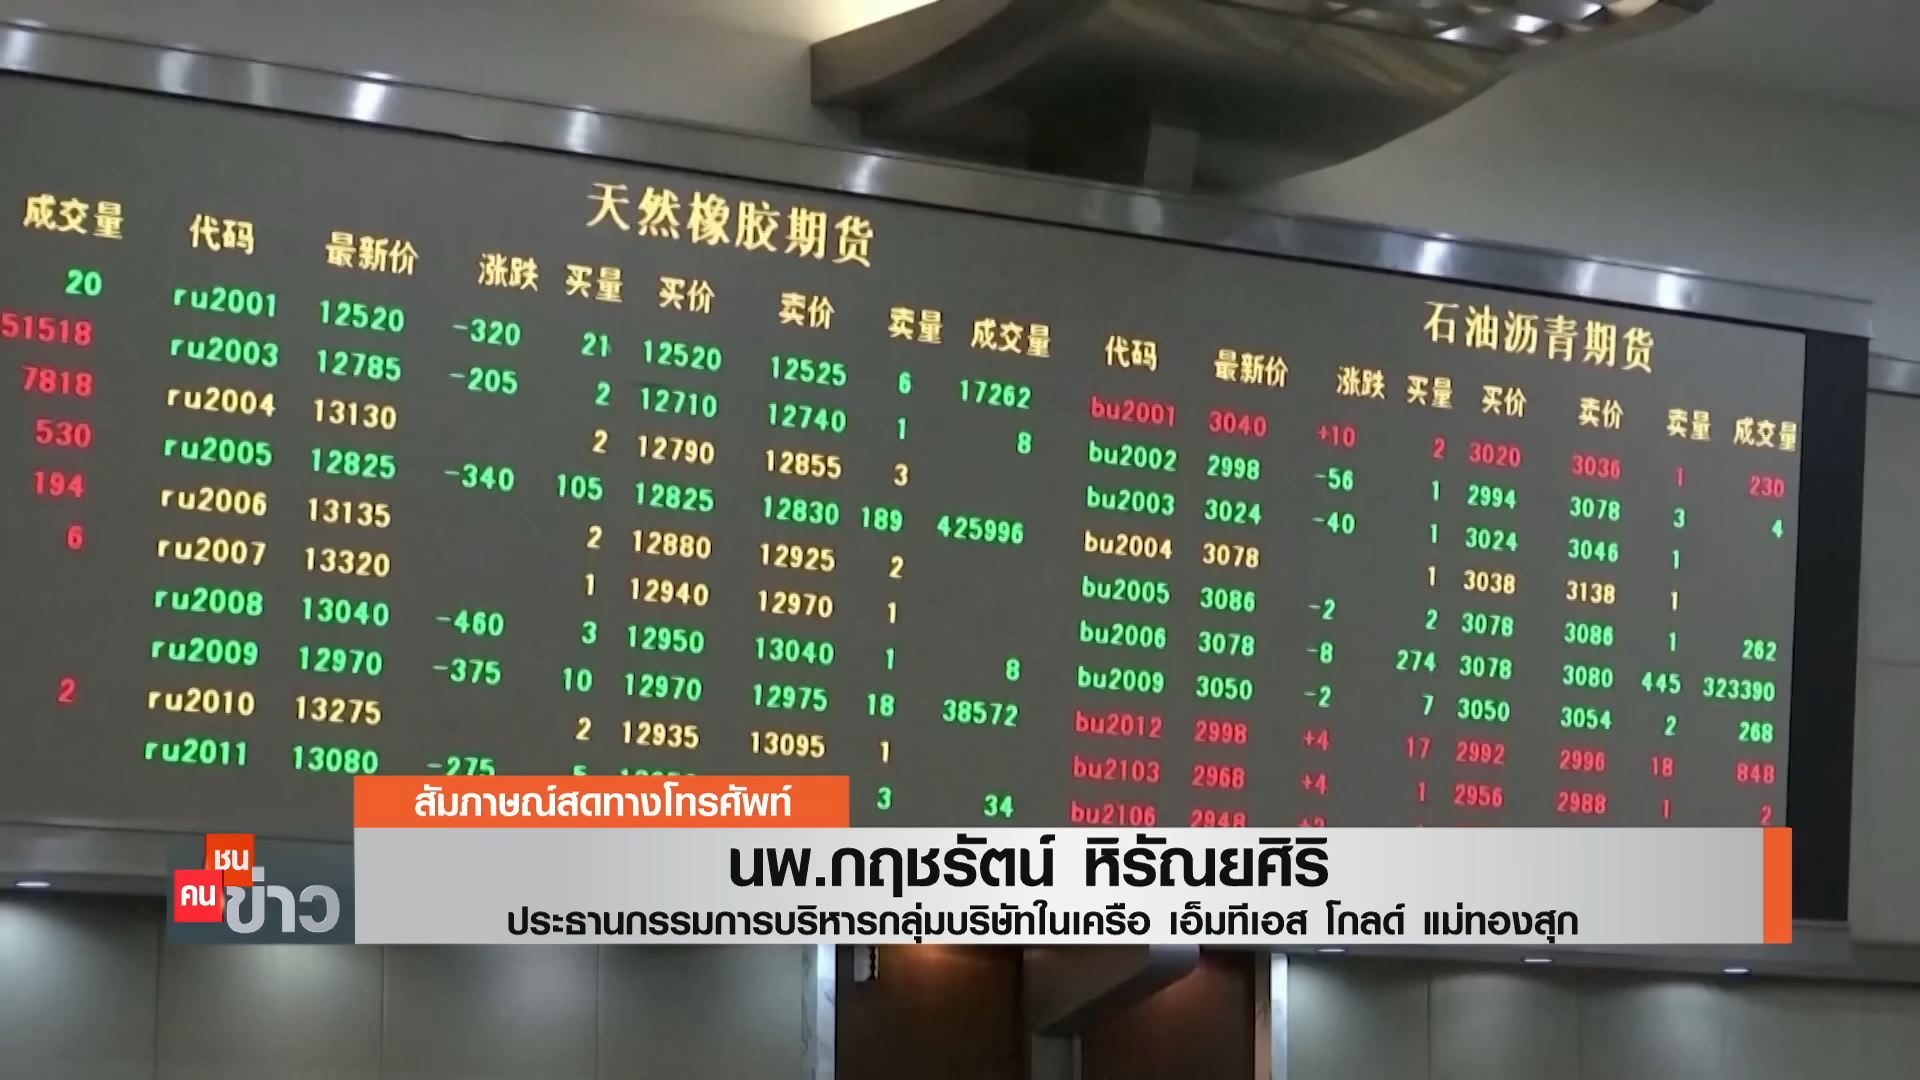 天然橡胶期货
成交量 代码 最新价 涨跌 买量 买价 卖价 卖量 成交量
20 ru2001 12520 -320 21 12520 12525 6 17262
51518 ru2003 12785 -205 2 12710 12740 1 8
7818 ru2004 13130 2 12790 12855 3
530 ru2005 12825 -340 105 12825 12830 189 425996
194 ru2006 13135 2 12880 12925 2
6 ru2007 13320 1 12940 12970 1
ru2008 13040 -460 3 12950 13040 1 8
ru2009 12970 -375 10 12970 12975 18 38572
2 ru2010 13275 2 12935 13095 1
ru2011 13080 -275 5 3 34
石油沥青期货
代码 最新价 涨跌 买量 买价 卖价 卖量 成交量
bu2001 3040 +10 2 3020 3036 1 230
bu2002 2998 -56 1 2994 3078 3 4
bu2003 3024 -40 1 3024 3046 1
bu2004 3078 1 3038 3138 1
bu2005 3086 -2 2 3078 3086 1 262
bu2006 3078 -8 274 3078 3080 445 323390
bu2009 3050 -2 7 3050 3054 2 268
bu2012 2998 +4 17 2992 2996 18 848
bu2103 2968 +4 1 2956 2988 1 2
bu2106 2948
สัมภาษณ์สดทางโทรศัพท์
ชน
คน
ข่าว
นพ.กฤชรัตน์ หิรัณยศิริ
ประธานกรรมการบริหารกลุ่มบริษัทในเครือ เอ็มทีเอส โกลด์ แม่ทองสุก